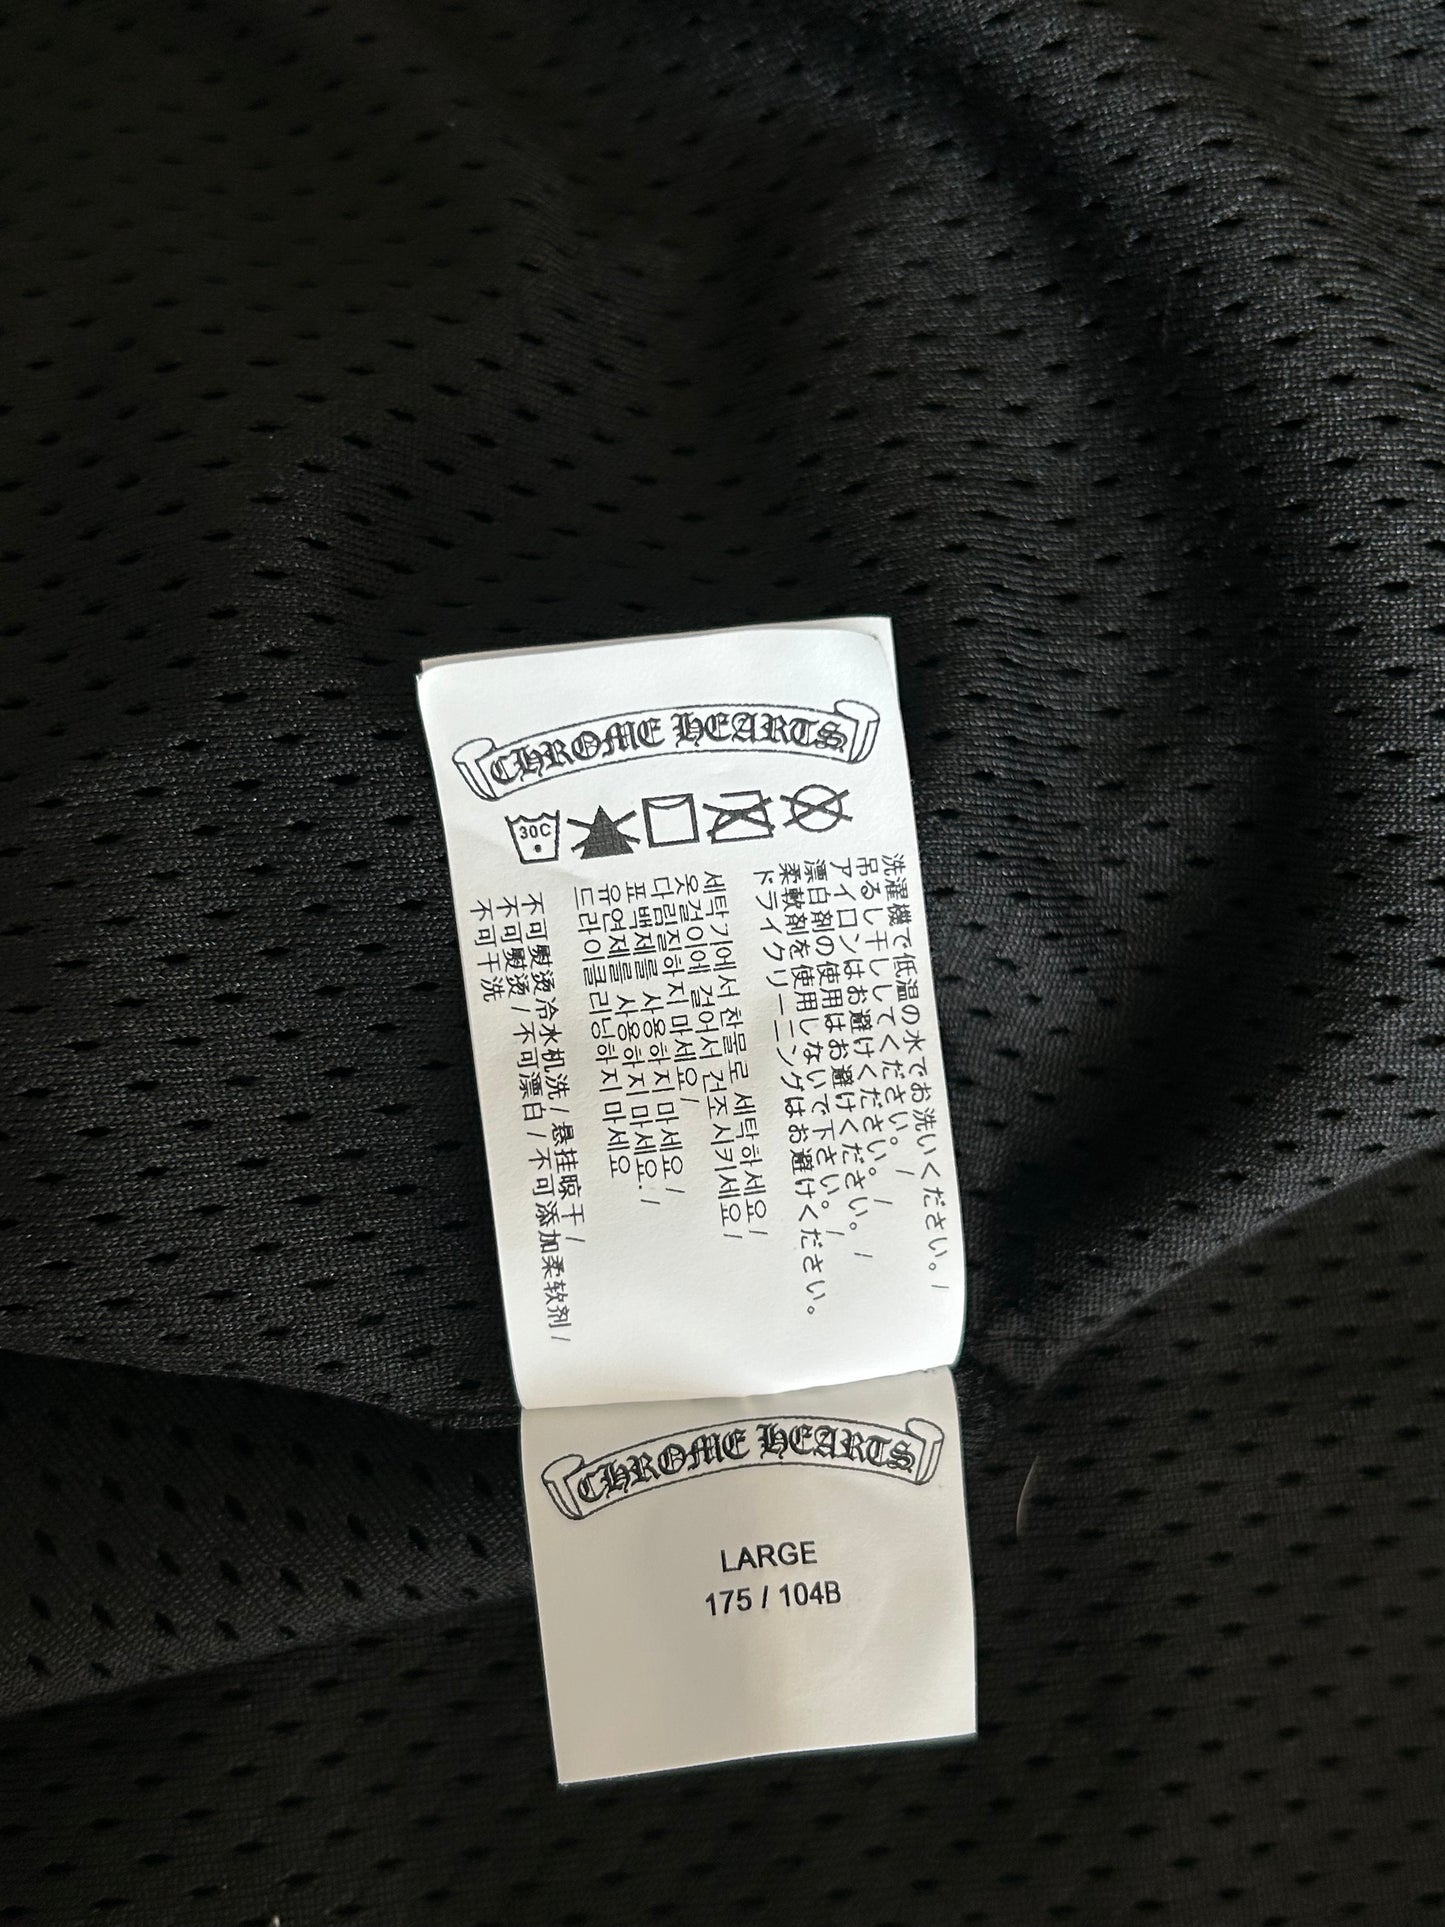 CHROME HEARTS
30C
洗濯機で低温の水でお洗いください。/
吊るし干ししてください。/
アイロンはお避けください。/
漂白剤の使用はお避けください。/
柔軟剤を使用しないで下さい。/
ドライクリーニングはお避けください。
세탁기에서 찬물로 세탁하세요/
옷걸이에 걸어서 건조시키세요/
다림질하지 마세요/
표백제를 사용하지 마세요/
유연제를 사용하지 마세요./
드라이클리닝하지 마세요
不可熨烫冷水机洗/悬挂晾干/
不可熨烫/不可漂白/不可添加柔软剂/
不可干洗
CHROME HEARTS
LARGE
175 / 104B